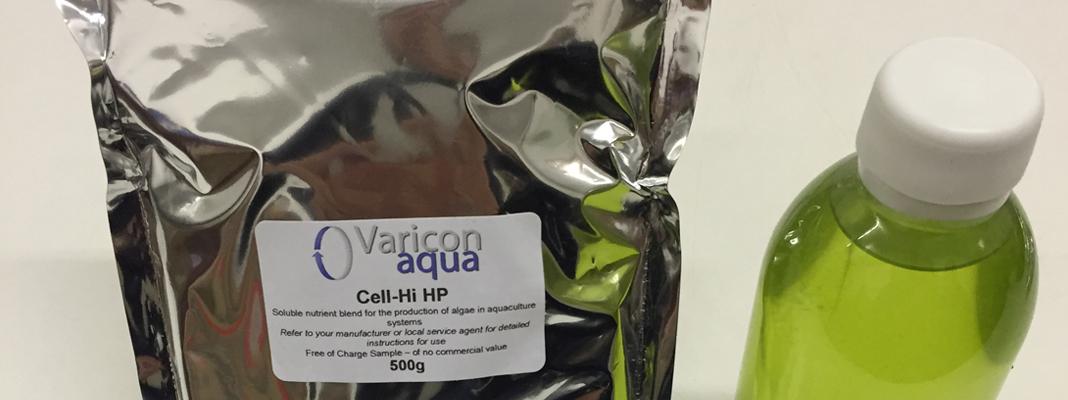 Varicon
aqua
Cell-Hi HP
Soluble nutrient blend for the production of algae in aquaculture
systems
Refer to your manufacturer or local service agent for detailed
instructions for use
Free of Charge Sample – of no commercial value
500g